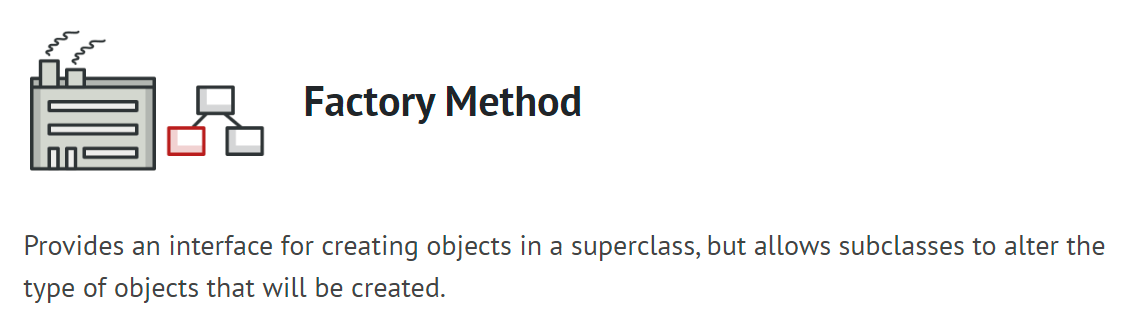 Factory Method
Provides an interface for creating objects in a superclass, but allows subclasses to alter the
type of objects that will be created.